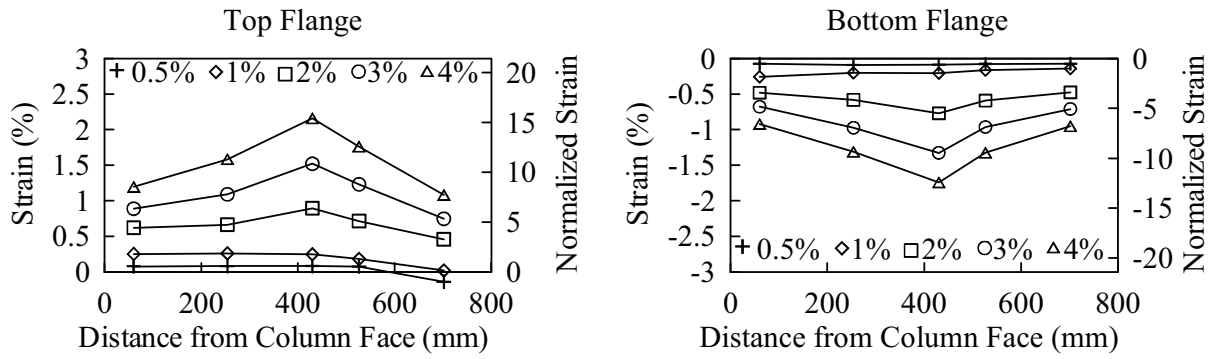 Top Flange
3
2.5
2
1.5
1
0.5
0
Strain (%)
0.5% 1% 2% 3% 4%
20
15
10
5
0
Normalized Strain
0 200 400 600 800
Distance from Column Face (mm)
Bottom Flange
-0
-0.5
-1
-1.5
-2
-2.5
-3
Strain (%)
0.5% 1% 2% 3% 4%
0
-5
-10
-15
-20
Normalized Strain
0 200 400 600 800
Distance from Column Face (mm)